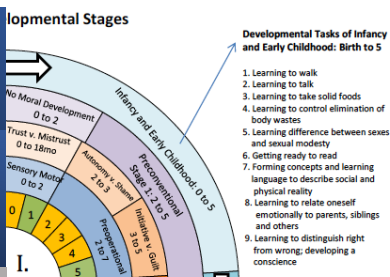 lopmental Stages
Infancy and Early Childhood: 0 to 5
No Moral Development
0 to 2
Preconventional
Stage 1: 2 to 5
Trust v. Mistrust
0 to 18mo
Autonomy v. Shame
2 to 3
Initiative v. Guilt
3 to 5
Sensory Motor
0 to 2
Preoperational
2 to 7
0
1
2
3
4
5
I.
Developmental Tasks of Infancy
and Early Childhood: Birth to 5
1. Learning to walk
2. Learning to talk
3. Learning to take solid foods
4. Learning to control elimination of
body wastes
5. Learning difference between sexes
and sexual modesty
6. Getting ready to read
7. Forming concepts and learning
language to describe social and
physical reality
8. Learning to relate oneself
emotionally to parents, siblings
and others
9. Learning to distinguish right
from wrong; developing a
conscience